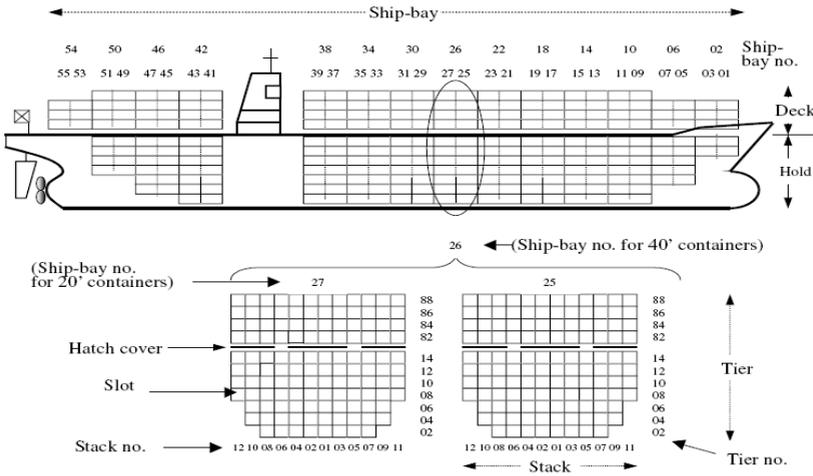 Ship-bay
54 50 46 42 38 34 30 26 22 18 14 10 06 02 Ship-
bay no.
55 53 51 49 47 45 43 41 39 37 35 33 31 29 27 25 23 21 19 17 15 13 11 09 07 05 03 01
Deck
Hold
26 (Ship-bay no. for 40' containers)
(Ship-bay no.
for 20' containers)
27 25
88 88
86 86
84 84
82 82
Hatch cover
14 14
12 12
Tier
10 10
Slot
08 08
06 06
04 04
02 02
Stack no.
12 10 08 06 04 02 01 03 05 07 09 11 12 10 08 06 04 02 01 03 05 07 09 11
Tier no.
Stack